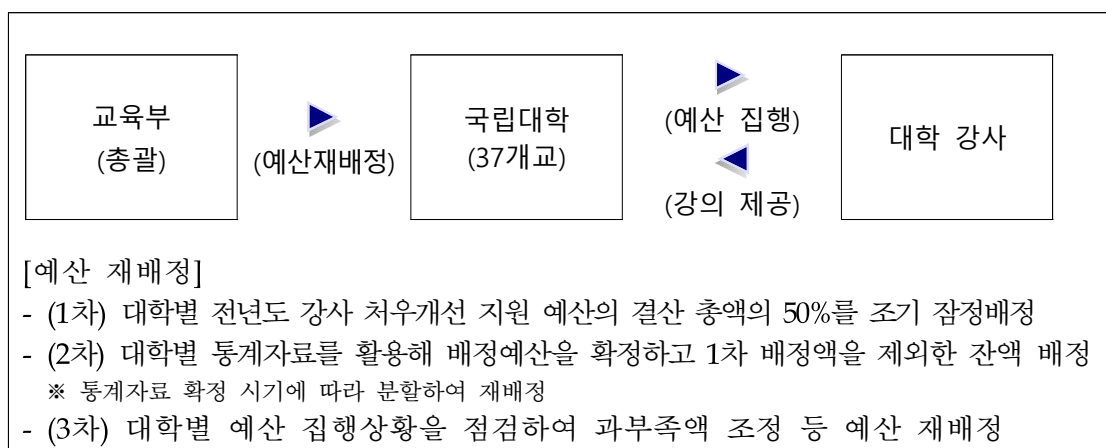 교육부
(총괄)
(예산재배정)
국립대학
(37개교)
(예산 집행)
(강의 제공)
대학 강사
[예산 재배정]
- (1차) 대학별 전년도 강사 처우개선 지원 예산의 결산 총액의 50%를 조기 잠정배정
- (2차) 대학별 통계자료를 활용해 배정예산을 확정하고 1차 배정액을 제외한 잔액 배정
※ 통계자료 확정 시기에 따라 분할하여 재배정
- (3차) 대학별 예산 집행상황을 점검하여 과부족액 조정 등 예산 재배정